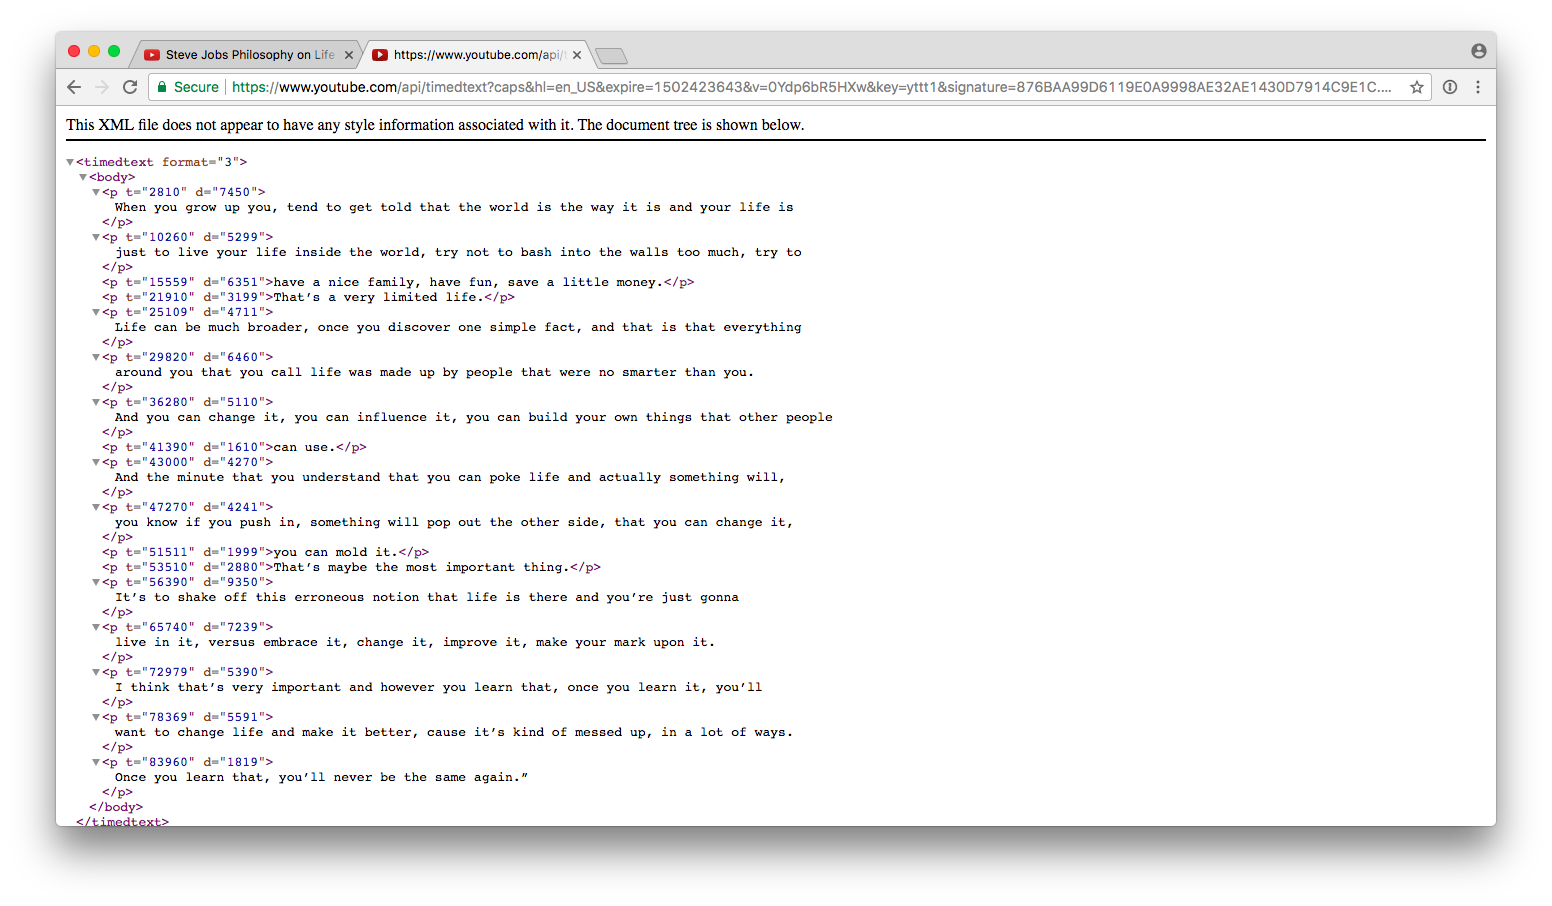 Steve Jobs Philosophy on Life
https://www.youtube.com/api/t
Secure https://www.youtube.com/api/timedtext?caps&hl=en_US&expire=1502423643&v=0Ydp6bR5HXw&key=yttt1&signature=876BAA99D6119E0A9998AE32AE1430D7914C9E1C....
This XML file does not appear to have any style information associated with it. The document tree is shown below.
<timedtext format="3">
<body>
<p t="2810" d="7450">
When you grow up you, tend to get told that the world is the way it is and your life is
</p>
<p t="10260" d="5299">
just to live your life inside the world, try not to bash into the walls too much, try to
</p>
<p t="15559" d="6351">have a nice family, have fun, save a little money.</p>
<p t="21910" d="3199">That’s a very limited life.</p>
<p t="25109" d="4711">
Life can be much broader, once you discover one simple fact, and that is that everything
</p>
<p t="29820" d="6460">
around you that you call life was made up by people that were no smarter than you.
</p>
<p t="36280" d="5110">
And you can change it, you can influence it, you can build your own things that other people
</p>
<p t="41390" d="1610">can use.</p>
<p t="43000" d="4270">
And the minute that you understand that you can poke life and actually something will,
</p>
<p t="47270" d="4241">
you know if you push in, something will pop out the other side, that you can change it,
</p>
<p t="51511" d="1999">you can mold it.</p>
<p t="53510" d="2880">That’s maybe the most important thing.</p>
<p t="56390" d="9350">
It’s to shake off this erroneous notion that life is there and you’re just gonna
</p>
<p t="65740" d="7239">
live in it, versus embrace it, change it, improve it, make your mark upon it.
</p>
<p t="72979" d="5390">
I think that’s very important and however you learn that, once you learn it, you’ll
</p>
<p t="78369" d="5591">
want to change life and make it better, cause it’s kind of messed up, in a lot of ways.
</p>
<p t="83960" d="1819">
Once you learn that, you’ll never be the same again.”
</p>
</body>
</timedtext>